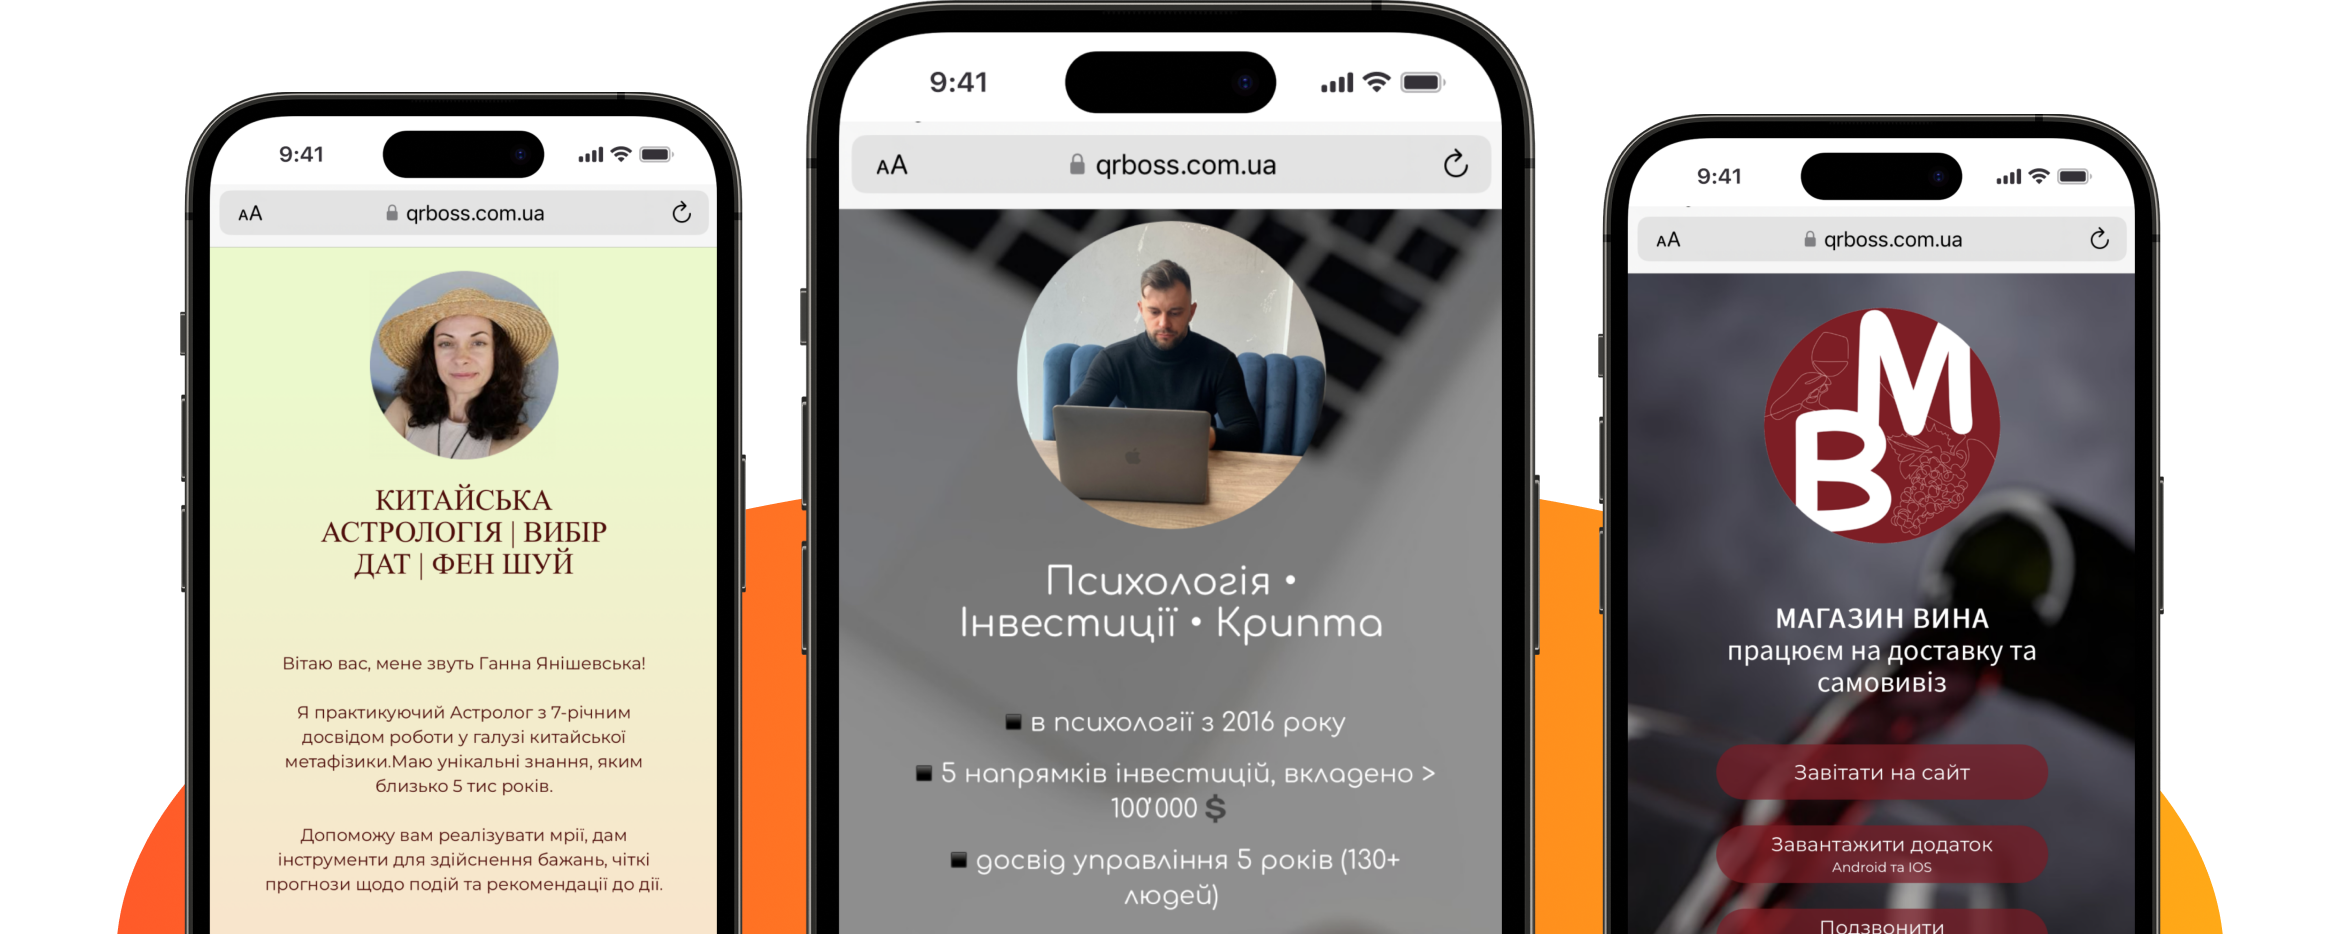 9:41
AA qrboss.com.ua
КИТАЙСЬКА
АСТРОЛОГІЯ | ВИБІР
ДАТ | ФЕН ШУЙ
Вітаю вас, мене звуть Ганна Янішевська!
Я практикуючий Астролог з 7-річним
досвідом роботи у галузі китайської
метафізики.Маю унікальні знання, яким
близько 5 тис років.
Допоможу вам реалізувати мрії, дам
інструменти для здійснення бажань, чіткі
прогнози щодо подій та рекомендації до дії.
9:41
AA qrboss.com.ua
Психологія •
Інвестиції • Крипта
◾ в психології з 2016 року
◾ 5 напрямків інвестицій, вкладено >
100'000 $
◾ досвід управління 5 років (130+
людей)
9:41
AA qrboss.com.ua
ВМ
МАГАЗИН ВИНА
працюєм на доставку та
самовивіз
Завітати на сайт
Завантажити додаток
Android та IOS
Подзвонити